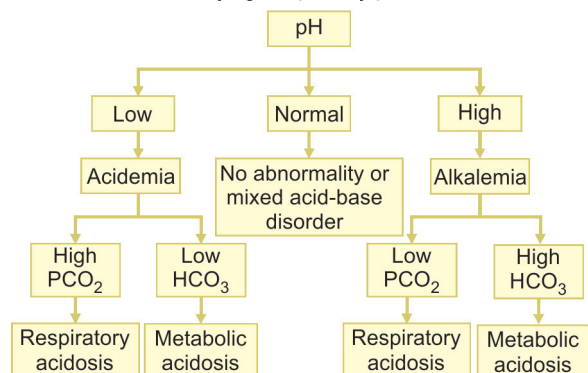 pH
Low
Normal
High
Acidemia
No abnormality or
mixed acid-base
disorder
Alkalemia
High
PCO₂
Low
HCO₃
Low
PCO₂
High
HCO₃
Respiratory
acidosis
Metabolic
acidosis
Respiratory
acidosis
Metabolic
acidosis